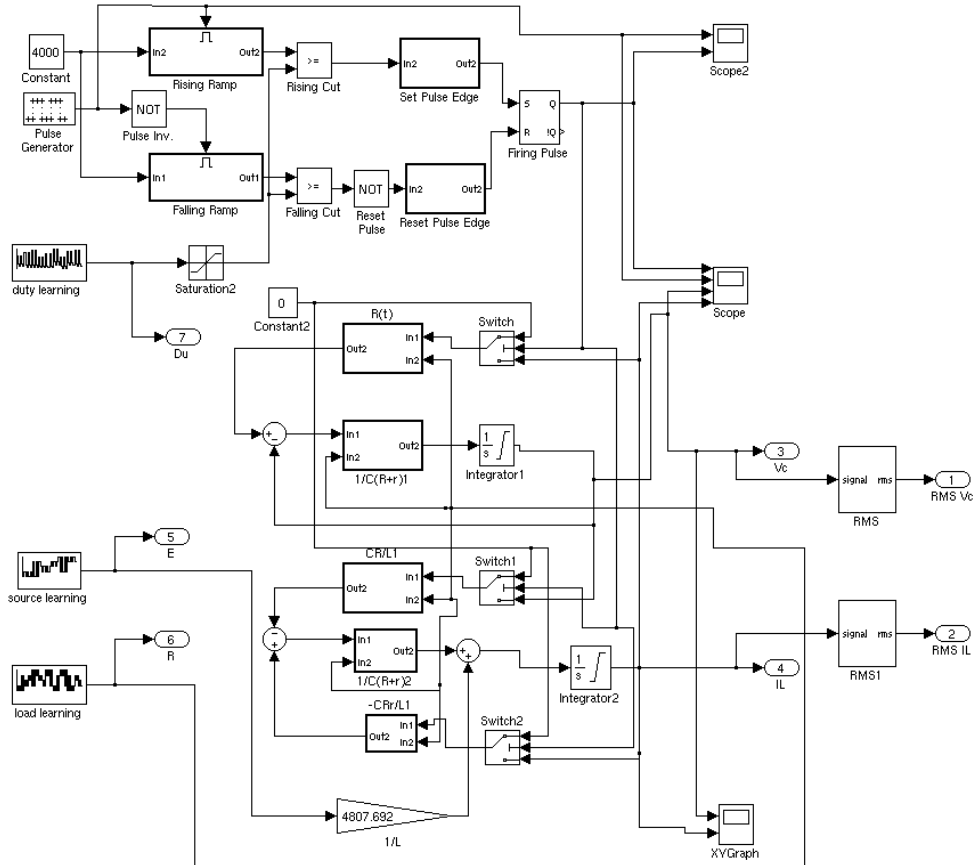 4000
Constant
In2
Out2
Rising Ramp
>=
Rising Cut
In2
Out2
Set Pulse Edge
Scope2
Pulse
Generator
NOT
Pulse Inv.
S
Q
R
!Q
Firing Pulse
In1
Out1
Falling Ramp
>=
Falling Cut
NOT
Reset
Pulse
In2
Out2
Reset Pulse Edge
duty learning
Saturation2
Scope
0
Constant2
7
Du
R(t)
Out2
In1
In2
Switch
In1
In2
Out2
1/C(R+r)1
1
s
Integrator1
3
Vc
signal
rms
RMS
1
RMS Vc
5
E
source learning
CR/L1
Out2
In1
In2
Switch1
6
R
load learning
In1
In2
Out2
1/C(R+r)2
1
s
Integrator2
4
IL
signal
rms
RMS1
2
RMS IL
-CRr/L1
Out2
In1
In2
Switch2
4807.692
1/L
XYGraph